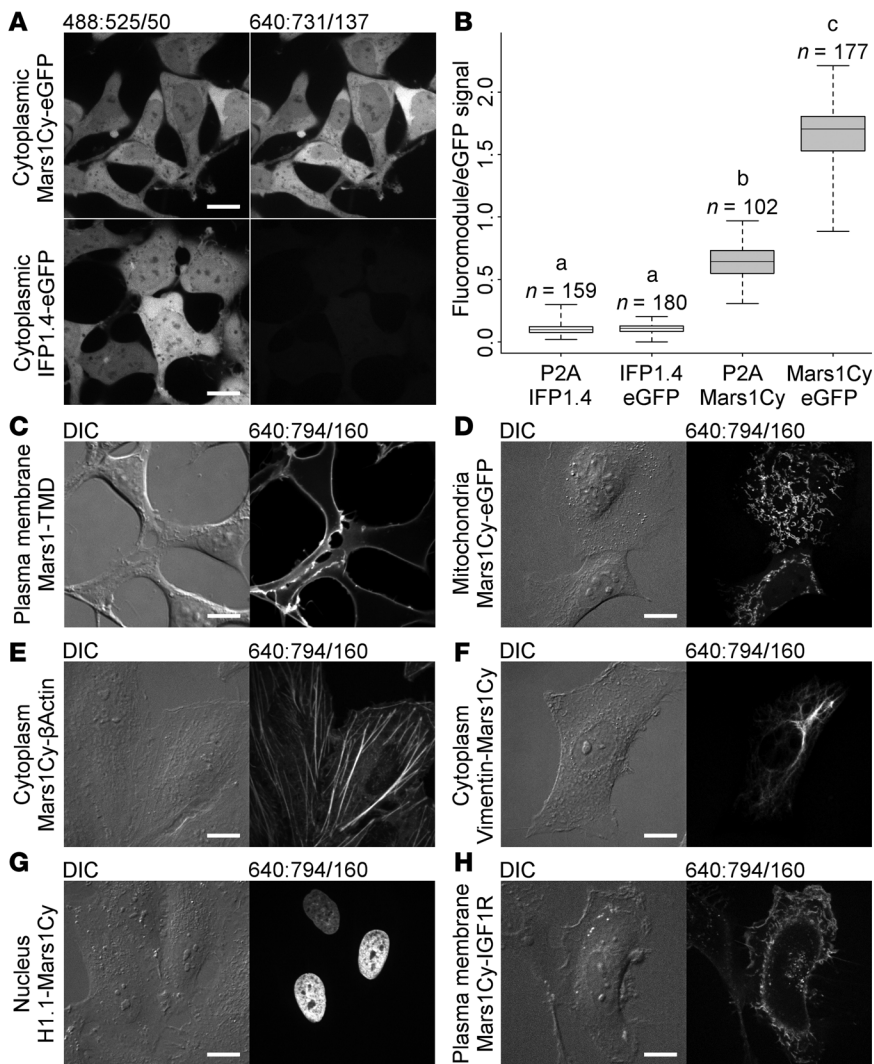 A
488:525/50
640:731/137
Cytoplasmic
Mars1Cy-eGFP
Cytoplasmic
IFP1.4-eGFP
B
Fluoromodule/eGFP signal
2.0
1.5
1.0
0.5
0.0
a
n = 159
a
n = 180
b
n = 102
c
n = 177
P2A
IFP1.4
IFP1.4
eGFP
P2A
Mars1Cy
Mars1Cy
eGFP
C
DIC
640:794/160
Plasma membrane
Mars1-TMD
D
DIC
640:794/160
Mitochondria
Mars1Cy-eGFP
E
DIC
640:794/160
Cytoplasm
Mars1Cy-βActin
F
DIC
640:794/160
Cytoplasm
Vimentin-Mars1Cy
G
DIC
640:794/160
Nucleus
H1.1-Mars1Cy
H
DIC
640:794/160
Plasma membrane
Mars1Cy-IGF1R